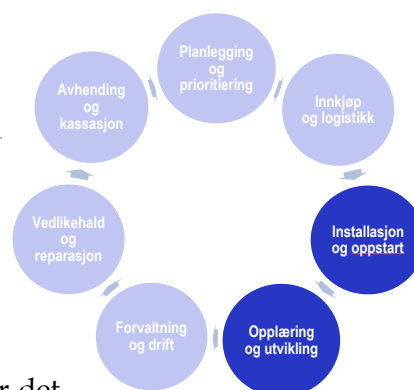 Planlegging
og
prioritiering
Innkjøp
og logistikk
Installasjon
og oppstart
Opplæring
og utvikling
Forvaltning
og drift
Vedlikehald
og
reparasjon
Avhending
og
kassasjon
det